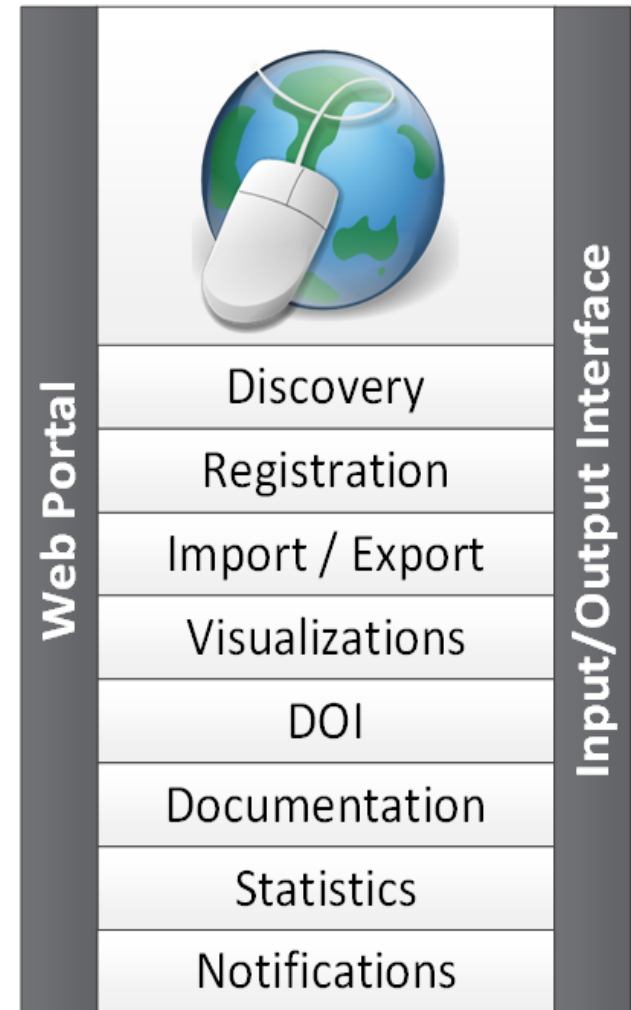 Web Portal
Discovery
Registration
Import / Export
Visualizations
DOI
Documentation
Statistics
Notifications
Input/Output Interface